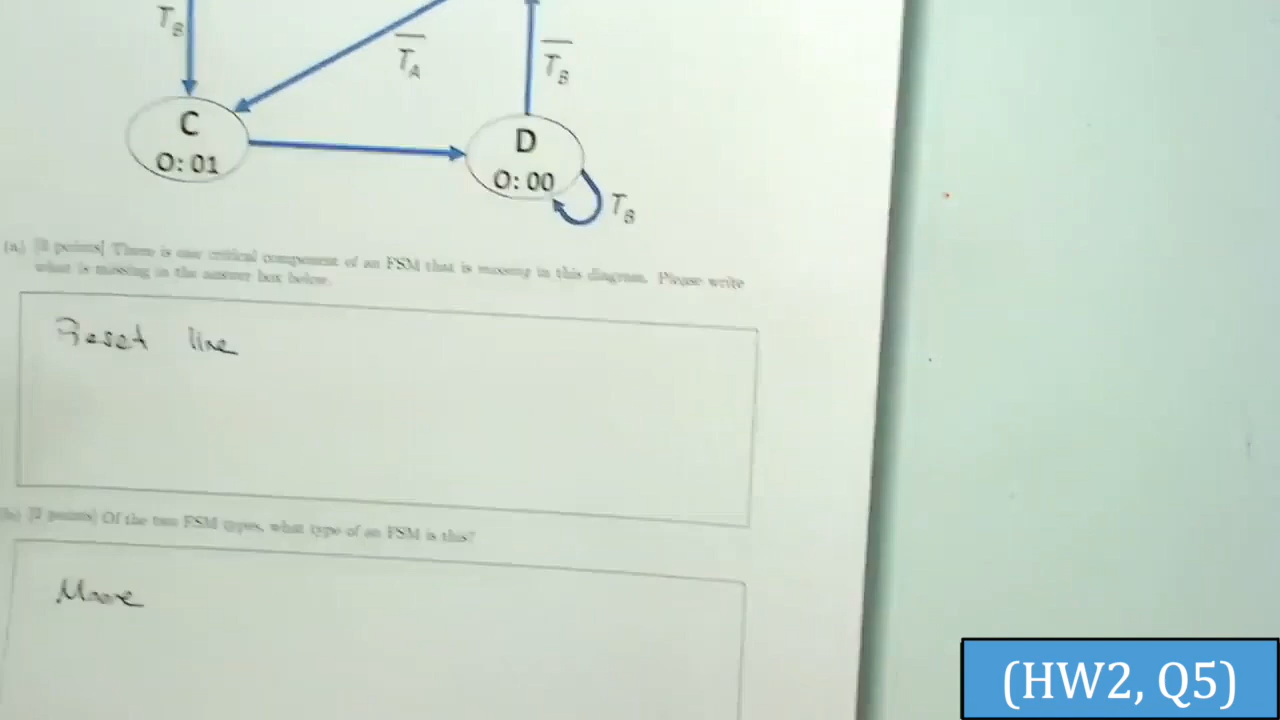 T_B
T_A
T_B
C
D
O: 01
O: 00
T_B
(a) [2 points] There is one critical component of an FSM that is missing in this diagram. Please write
what is missing in the answer box below.
Reset line
(b) [2 points] Of the two FSM types, what type of an FSM is this?
Moore
(HW2, Q5)